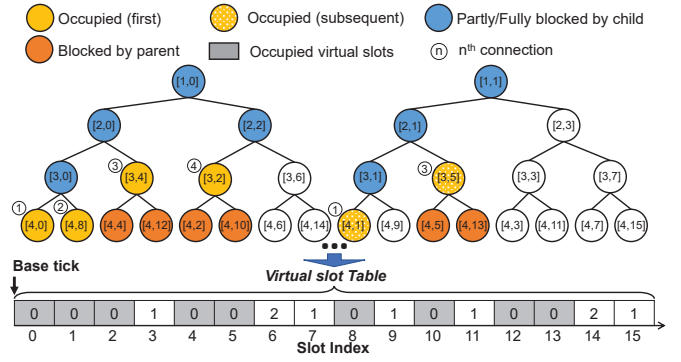 Occupied (first) Occupied (subsequent) Partly/Fully blocked by child
Blocked by parent Occupied virtual slots n nth connection
[1,0] [1,1]
[2,0] [2,2] [2,1] [2,3]
3 4 3
[3,0] [3,4] [3,2] [3,6] [3,1] [3,5] [3,3] [3,7]
1 2 1
[4,0] [4,8] [4,4] [4,12] [4,2] [4,10] [4,6] [4,14] [4,1] [4,9] [4,5] [4,13] [4,3] [4,11] [4,7] [4,15]
•••
Base tick
Virtual slot Table
0 0 0 1 0 0 2 1 0 1 0 1 0 0 2 1
0 1 2 3 4 5 6 7 8 9 10 11 12 13 14 15
Slot Index